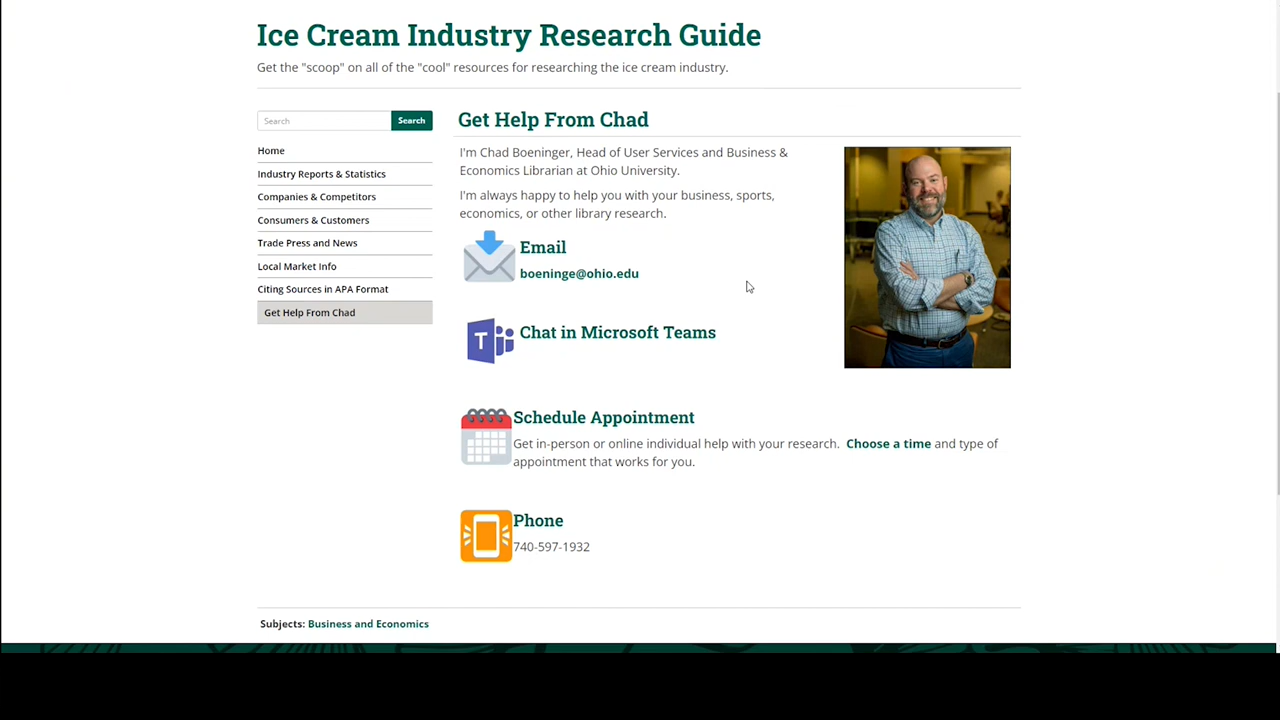 Ice Cream Industry Research Guide
Get the "scoop" on all of the "cool" resources for researching the ice cream industry.
Search
Search
Home
Industry Reports & Statistics
Companies & Competitors
Consumers & Customers
Trade Press and News
Local Market Info
Citing Sources in APA Format
Get Help From Chad
Get Help From Chad
I'm Chad Boeninger, Head of User Services and Business &
Economics Librarian at Ohio University.
I'm always happy to help you with your business, sports,
economics, or other library research.
Email
boeninge@ohio.edu
T
Chat in Microsoft Teams
Schedule Appointment
Get in-person or online individual help with your research. Choose a time and type of
appointment that works for you.
Phone
740-597-1932
Subjects: Business and Economics